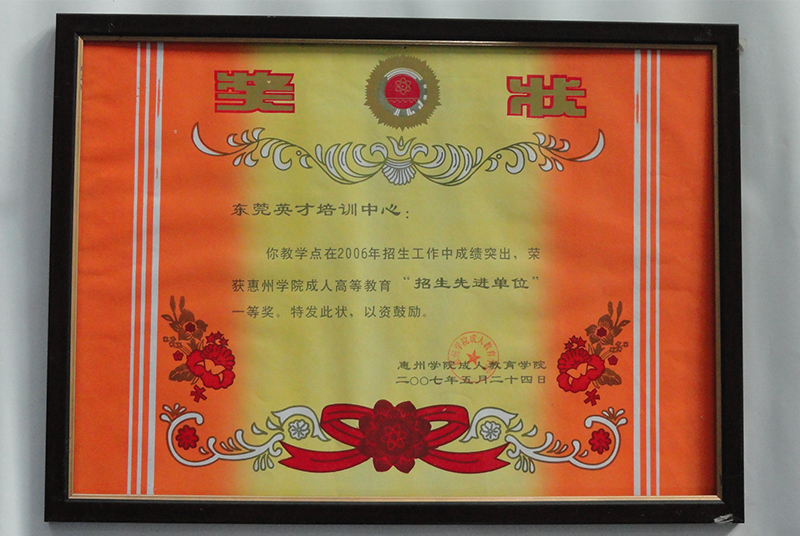 奖 状
东莞英才培训中心：
你教学点在2006年招生工作中成绩突出，荣
获惠州学院成人高等教育“招生先进单位”
一等奖。特发此状，以资鼓励。
惠州学院成人教育学院
二〇〇七年五月二十四日